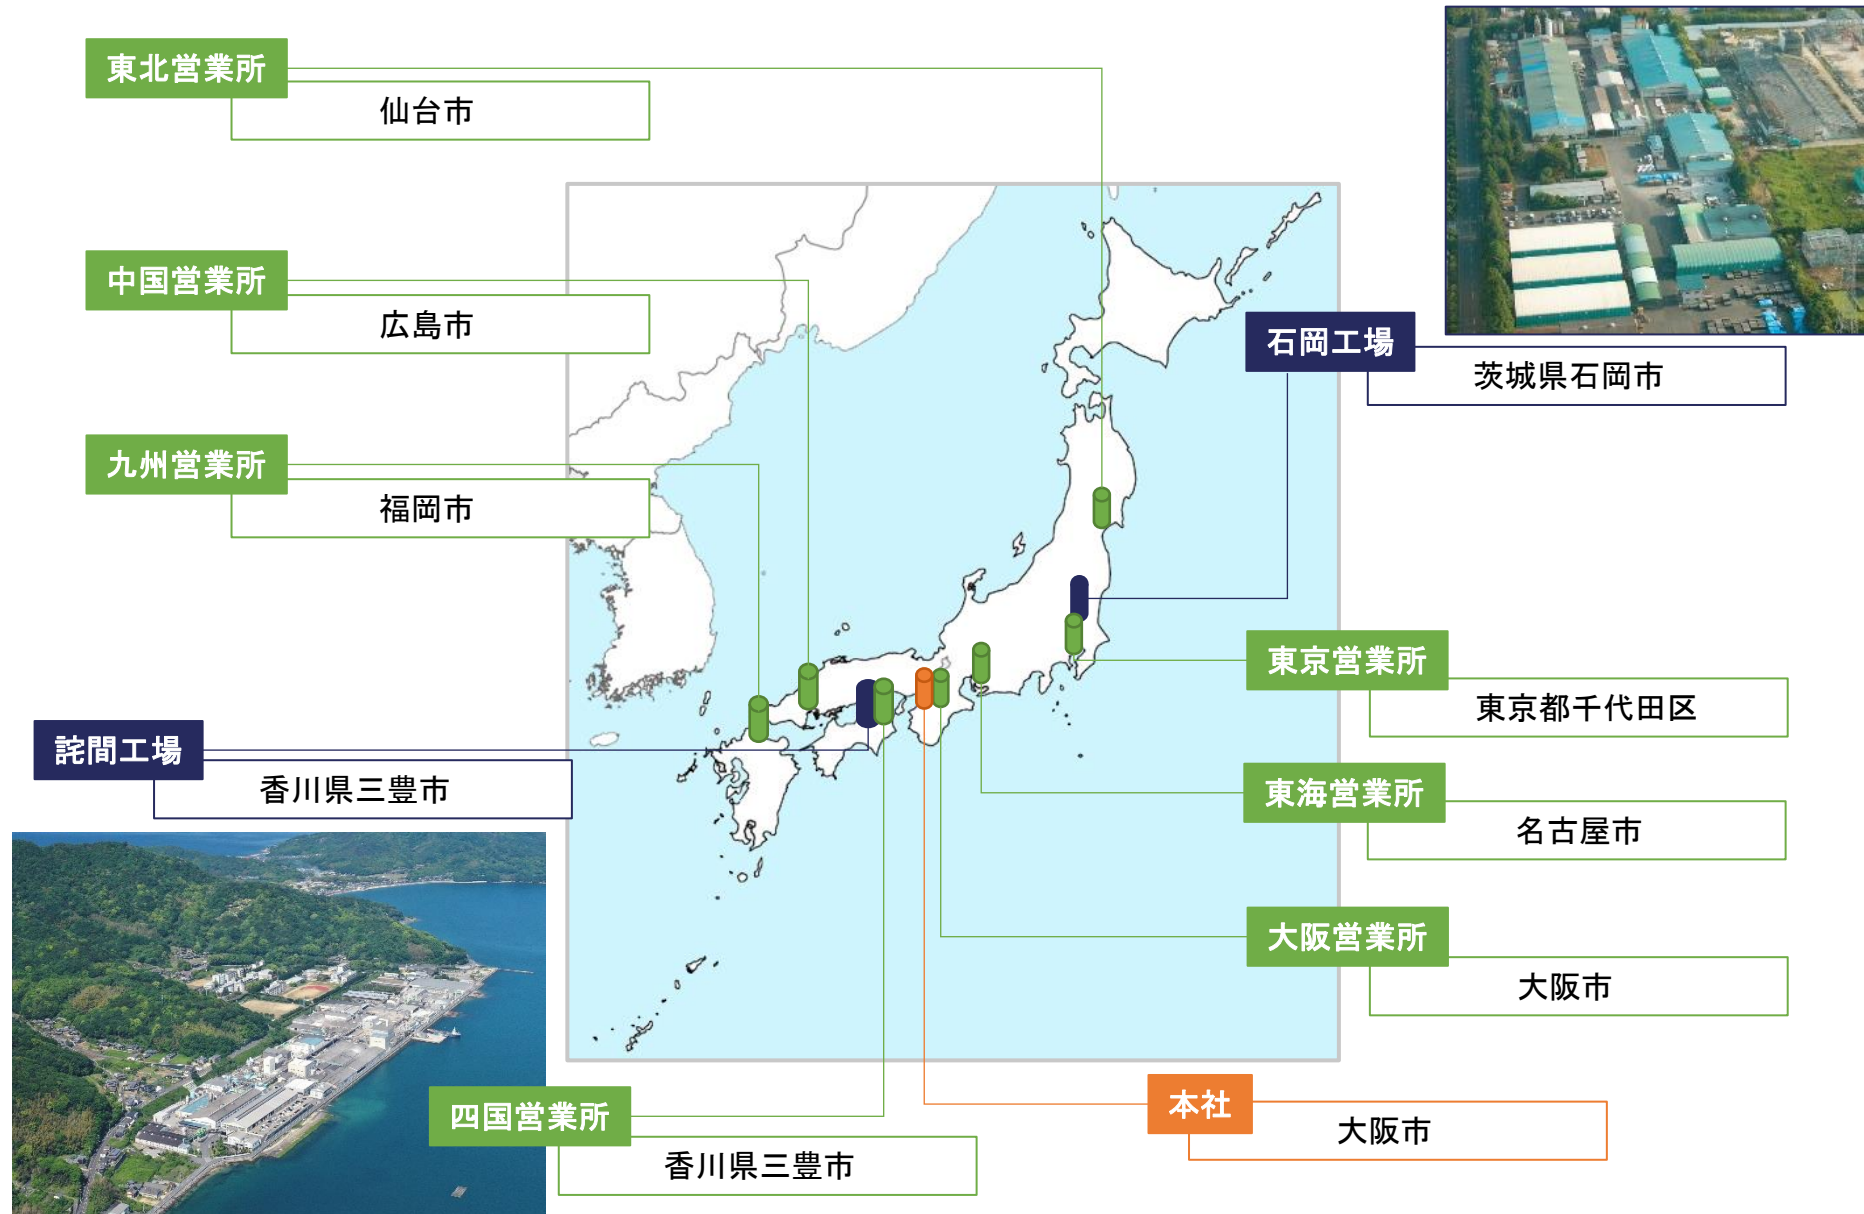 東北営業所
仙台市
中国営業所
広島市
九州営業所
福岡市
詫間工場
香川県三豊市
四国営業所
香川県三豊市
石岡工場
茨城県石岡市
東京営業所
東京都千代田区
東海営業所
名古屋市
大阪営業所
大阪市
本社
大阪市